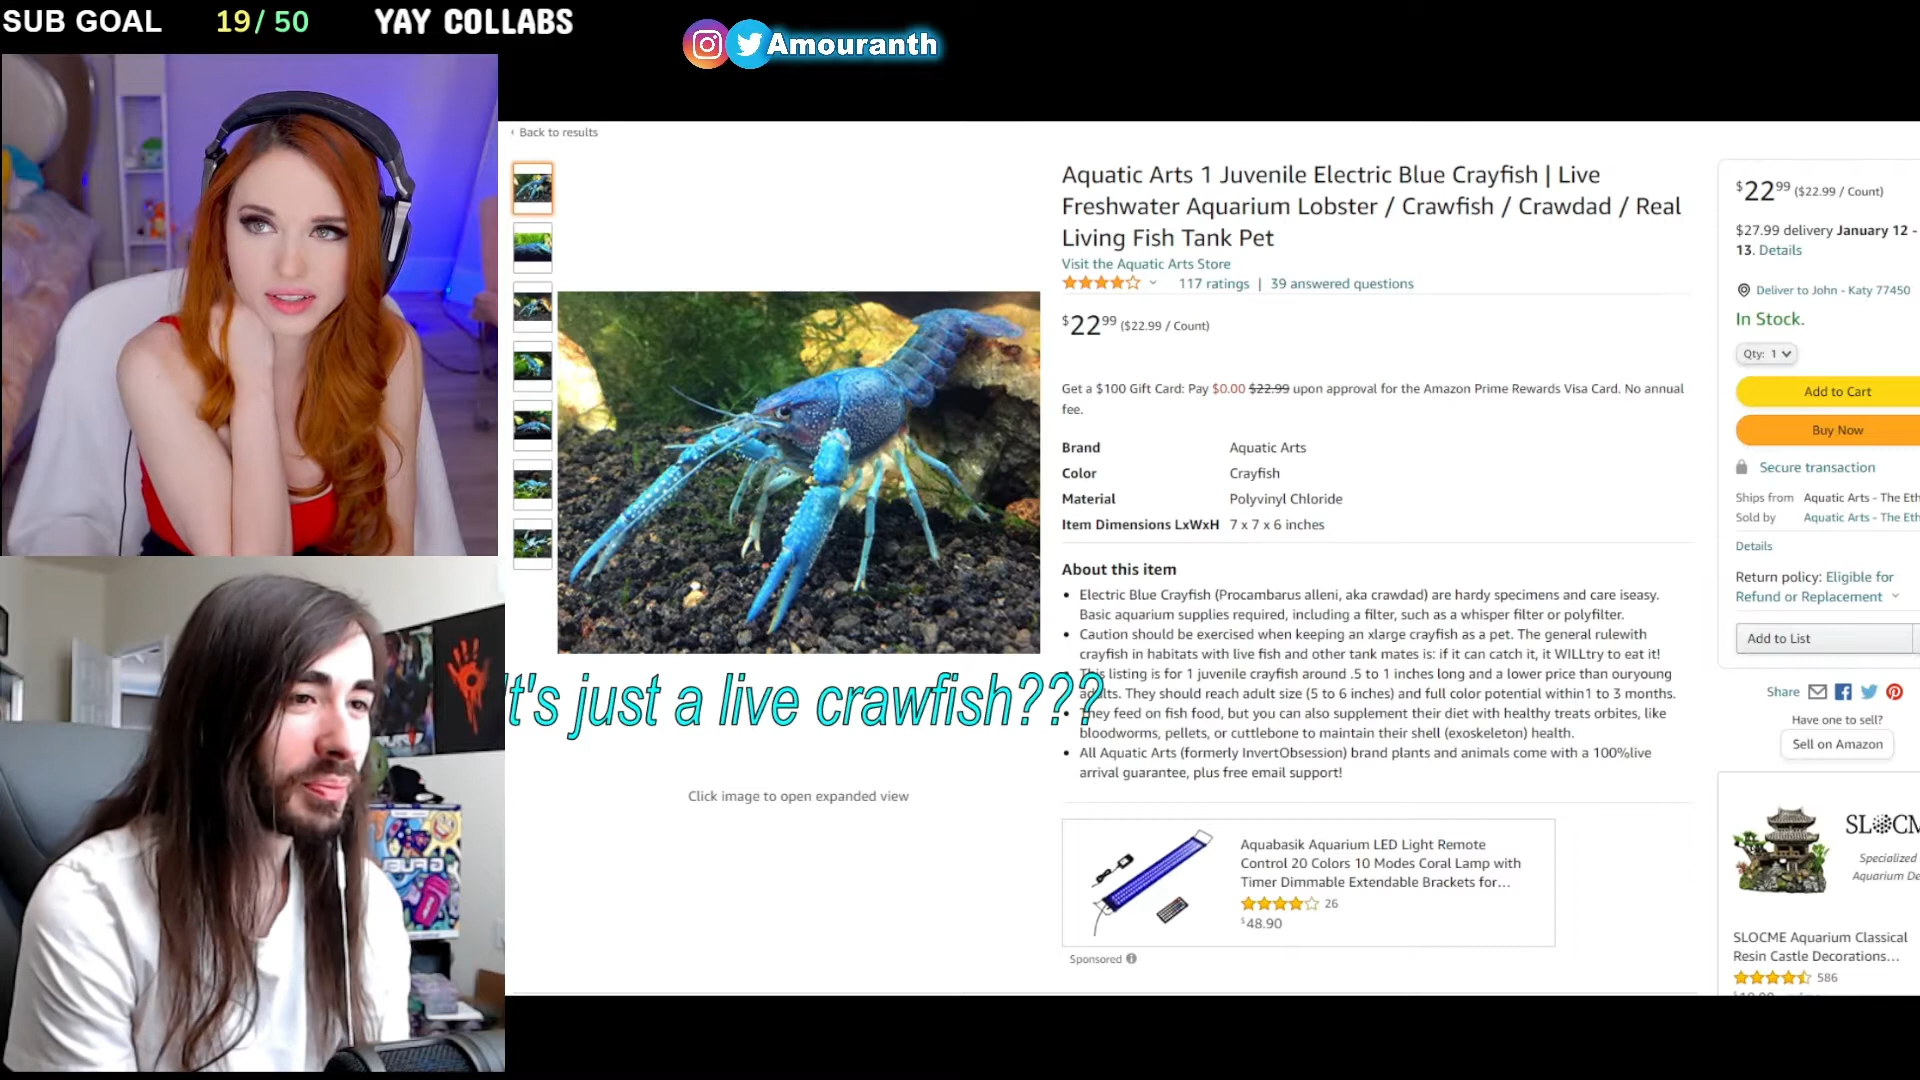 SUB GOAL 19/ 50 YAY COLLABS
Amouranth
‹ Back to results
Aquatic Arts 1 Juvenile Electric Blue Crayfish | Live
Freshwater Aquarium Lobster / Crawfish / Crawdad / Real
Living Fish Tank Pet
Visit the Aquatic Arts Store
117 ratings | 39 answered questions
$22.99 ($22.99 / Count)
Get a $100 Gift Card: Pay $0.00 $22.99 upon approval for the Amazon Prime Rewards Visa Card. No annual
fee.
Brand Aquatic Arts
Color Crayfish
Material Polyvinyl Chloride
Item Dimensions LxWxH 7 x 7 x 6 inches
About this item
Electric Blue Crayfish (Procambarus alleni, aka crawdad) are hardy specimens and care iseasy.
Basic aquarium supplies required, including a filter, such as a whisper filter or polyfilter.
Caution should be exercised when keeping an xlarge crayfish as a pet. The general rulewith
crayfish in habitats with live fish and other tank mates is: if it can catch it, it WILLtry to eat it!
This listing is for 1 juvenile crayfish around .5 to 1 inches long and a lower price than ouryoung
adults. They should reach adult size (5 to 6 inches) and full color potential within1 to 3 months.
They feed on fish food, but you can also supplement their diet with healthy treats orbites, like
bloodworms, pellets, or cuttlebone to maintain their shell (exoskeleton) health.
All Aquatic Arts (formerly InvertObsession) brand plants and animals come with a 100%live
arrival guarantee, plus free email support!
It's just a live crawfish???
Click image to open expanded view
Aquabasik Aquarium LED Light Remote
Control 20 Colors 10 Modes Coral Lamp with
Timer Dimmable Extendable Brackets for...
26
$48.90
Sponsored
$22.99 ($22.99 / Count)
$27.99 delivery January 12 -
13. Details
Deliver to John - Katy 77450
In Stock.
Qty: 1
Add to Cart
Buy Now
Secure transaction
Ships from Aquatic Arts - The Eth
Sold by Aquatic Arts - The Eth
Details
Return policy: Eligible for
Refund or Replacement
Add to List
Share
Have one to sell?
Sell on Amazon
SLOCM
Specialized
Aquarium De
SLOCME Aquarium Classical
Resin Castle Decorations...
586